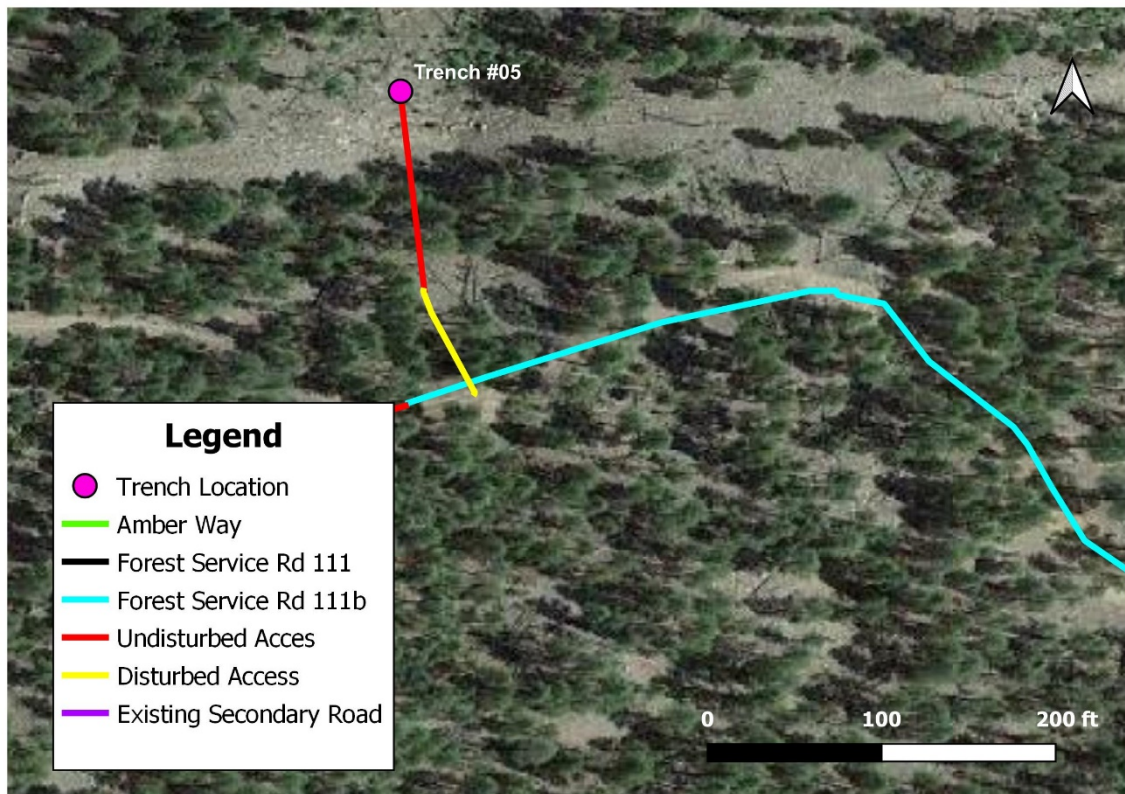 Trench #05
Legend
Trench Location
Amber Way
Forest Service Rd 111
Forest Service Rd 111b
Undisturbed Acces
Disturbed Access
Existing Secondary Road
0 100 200 ft